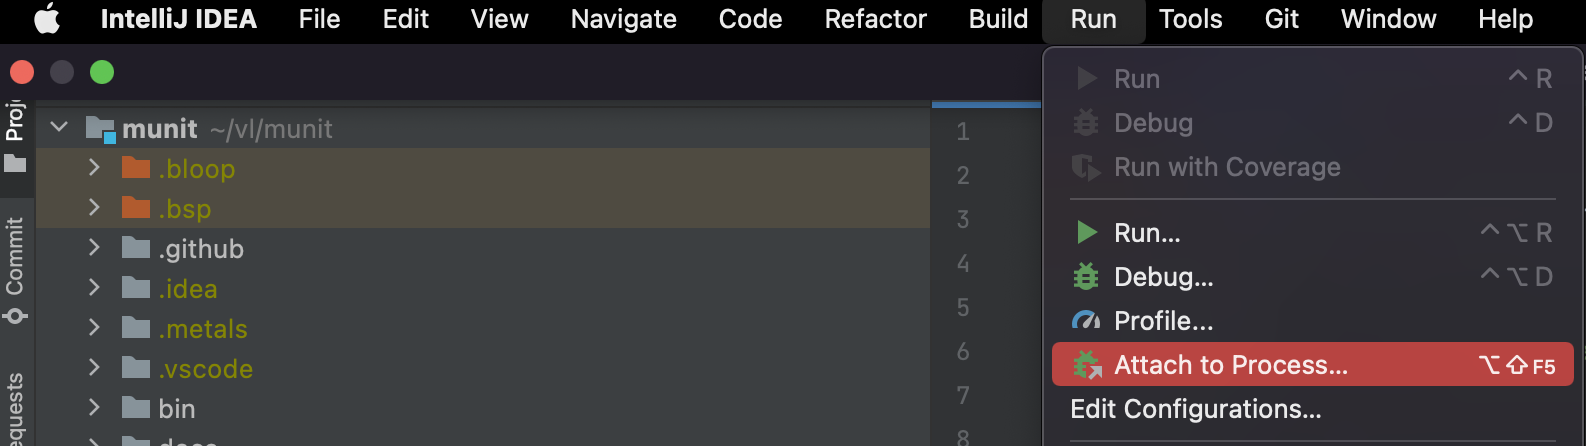 IntelliJ IDEA File Edit View Navigate Code Refactor Build Run Tools Git Window Help
Proj
Commit
equests
munit ~/vl/munit
.bloop
.bsp
.github
.idea
.metals
.vscode
bin
docs
1
2
3
4
5
6
7
8
Run ^ R
Debug ^ D
Run with Coverage
Run... ^ ⌥ R
Debug... ^ ⌥ D
Profile...
Attach to Process... ⌥ ⇧ F5
Edit Configurations...